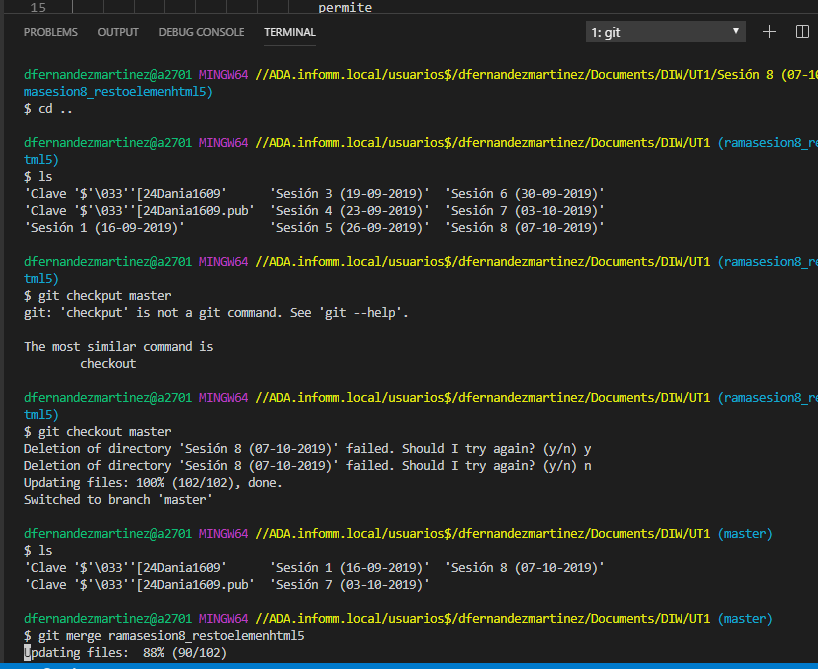 15 permite
PROBLEMS OUTPUT DEBUG CONSOLE TERMINAL 1: git
dfernandezmartinez@a2701 MINGW64 //ADA.infomm.local/usuarios$/dfernandezmartinez/Documents/DIW/UT1/Sesión 8 (07-10
masesion8_restoelemenhtml5)
$ cd ..
dfernandezmartinez@a2701 MINGW64 //ADA.infomm.local/usuarios$/dfernandezmartinez/Documents/DIW/UT1 (ramasesion8_re
tml5)
$ ls
'Clave '$'\033''[24Dania1609' 'Sesión 3 (19-09-2019)' 'Sesión 6 (30-09-2019)'
'Clave '$'\033''[24Dania1609.pub' 'Sesión 4 (23-09-2019)' 'Sesión 7 (03-10-2019)'
'Sesión 1 (16-09-2019)' 'Sesión 5 (26-09-2019)' 'Sesión 8 (07-10-2019)'
dfernandezmartinez@a2701 MINGW64 //ADA.infomm.local/usuarios$/dfernandezmartinez/Documents/DIW/UT1 (ramasesion8_re
tml5)
$ git checkput master
git: 'checkput' is not a git command. See 'git --help'.
The most similar command is
checkout
dfernandezmartinez@a2701 MINGW64 //ADA.infomm.local/usuarios$/dfernandezmartinez/Documents/DIW/UT1 (ramasesion8_re
tml5)
$ git checkout master
Deletion of directory 'Sesión 8 (07-10-2019)' failed. Should I try again? (y/n) y
Deletion of directory 'Sesión 8 (07-10-2019)' failed. Should I try again? (y/n) n
Updating files: 100% (102/102), done.
Switched to branch 'master'
dfernandezmartinez@a2701 MINGW64 //ADA.infomm.local/usuarios$/dfernandezmartinez/Documents/DIW/UT1 (master)
$ ls
'Clave '$'\033''[24Dania1609' 'Sesión 1 (16-09-2019)' 'Sesión 8 (07-10-2019)'
'Clave '$'\033''[24Dania1609.pub' 'Sesión 7 (03-10-2019)'
dfernandezmartinez@a2701 MINGW64 //ADA.infomm.local/usuarios$/dfernandezmartinez/Documents/DIW/UT1 (master)
$ git merge ramasesion8_restoelemenhtml5
Updating files: 88% (90/102)